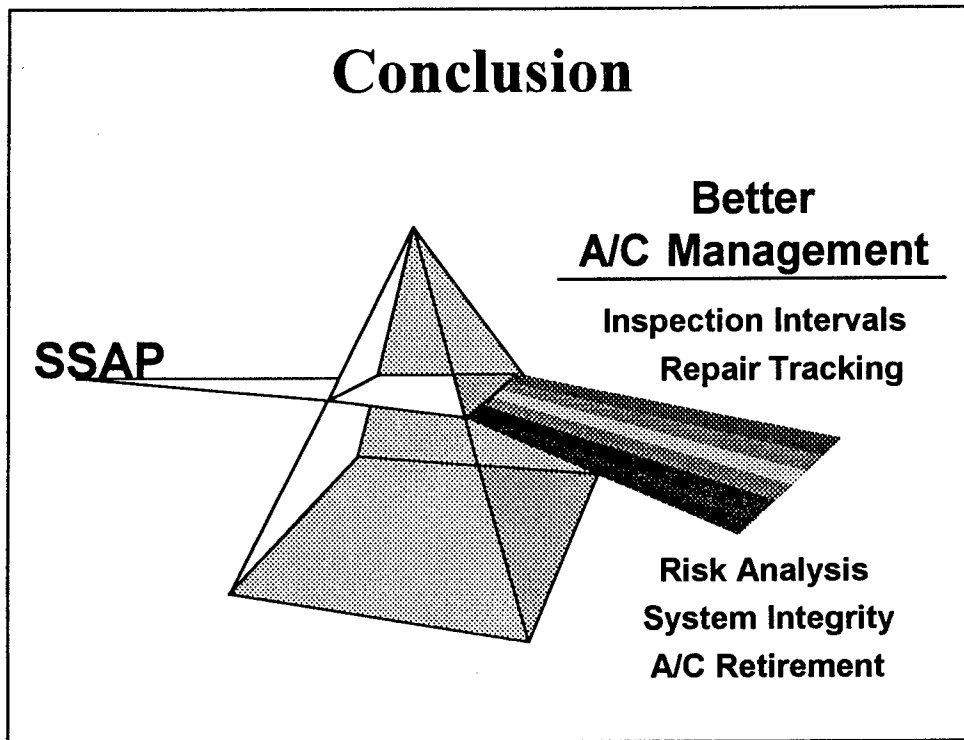 Conclusion
Better
A/C Management
Inspection Intervals
SSAP
Repair Tracking
Risk Analysis
System Integrity
A/C Retirement